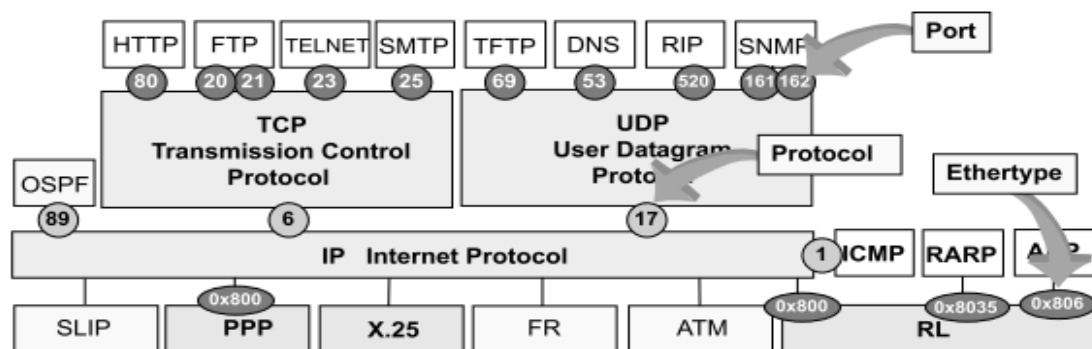 HTTP FTP TELNET SMTP TFTP DNS RIP SNMP Port
80 20 21 23 25 69 53 520 161 162
TCP
Transmission Control
Protocol
UDP
User Datagram
Protocol
OSPF
Ethertype
89 6 17
IP Internet Protocol
1 ICMP RARP
0x800 0x800 0x8035 0x806
SLIP PPP X.25 FR ATM RL